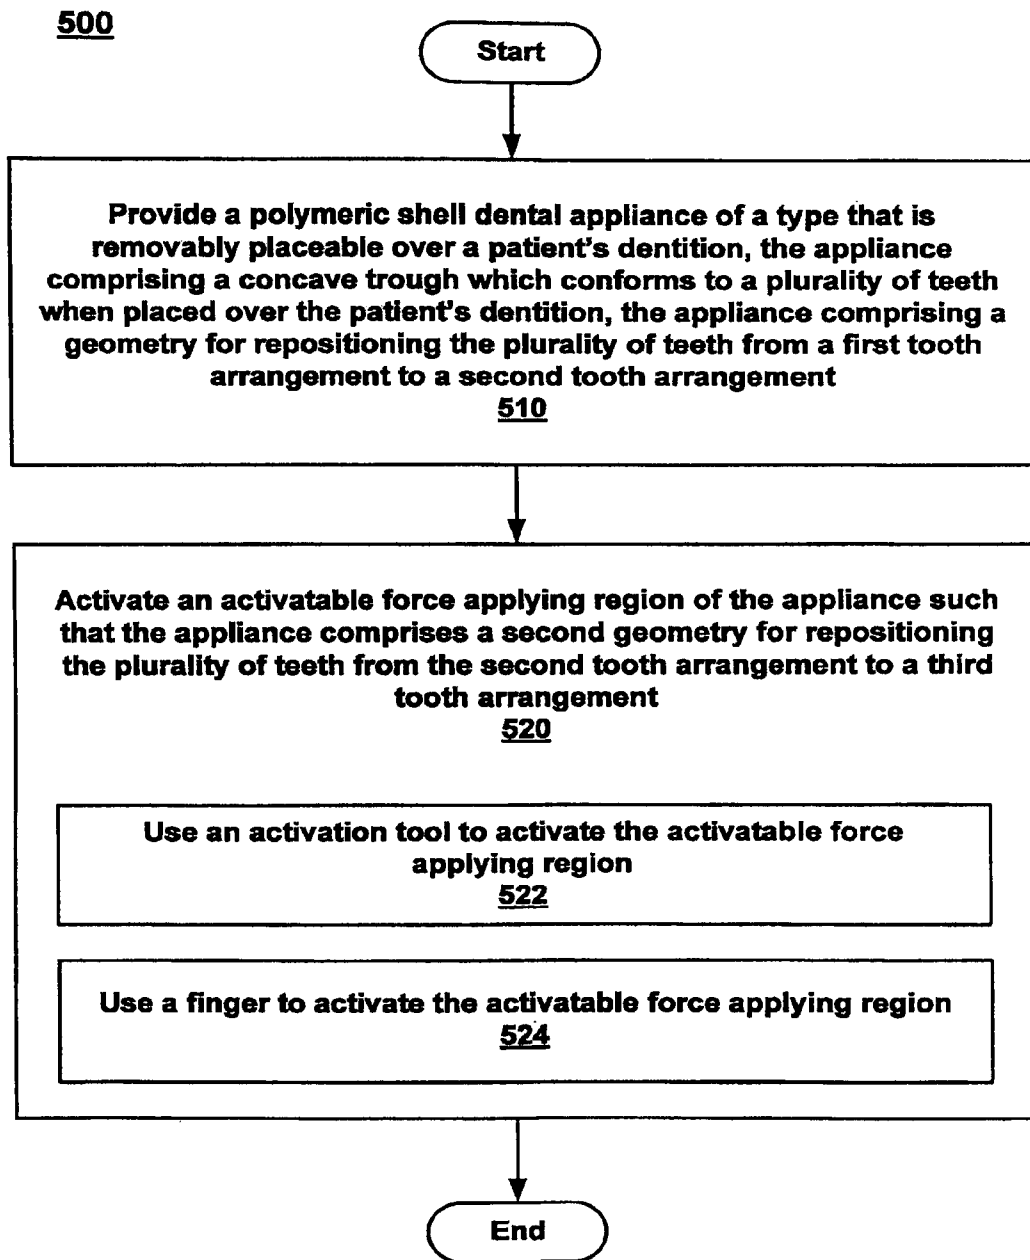 500
Start
Provide a polymeric shell dental appliance of a type that is
removably placeable over a patient's dentition, the appliance
comprising a concave trough which conforms to a plurality of teeth
when placed over the patient's dentition, the appliance comprising a
geometry for repositioning the plurality of teeth from a first tooth
arrangement to a second tooth arrangement
510
Activate an activatable force applying region of the appliance such
that the appliance comprises a second geometry for repositioning
the plurality of teeth from the second tooth arrangement to a third
tooth arrangement
520
Use an activation tool to activate the activatable force
applying region
522
Use a finger to activate the activatable force applying region
524
End